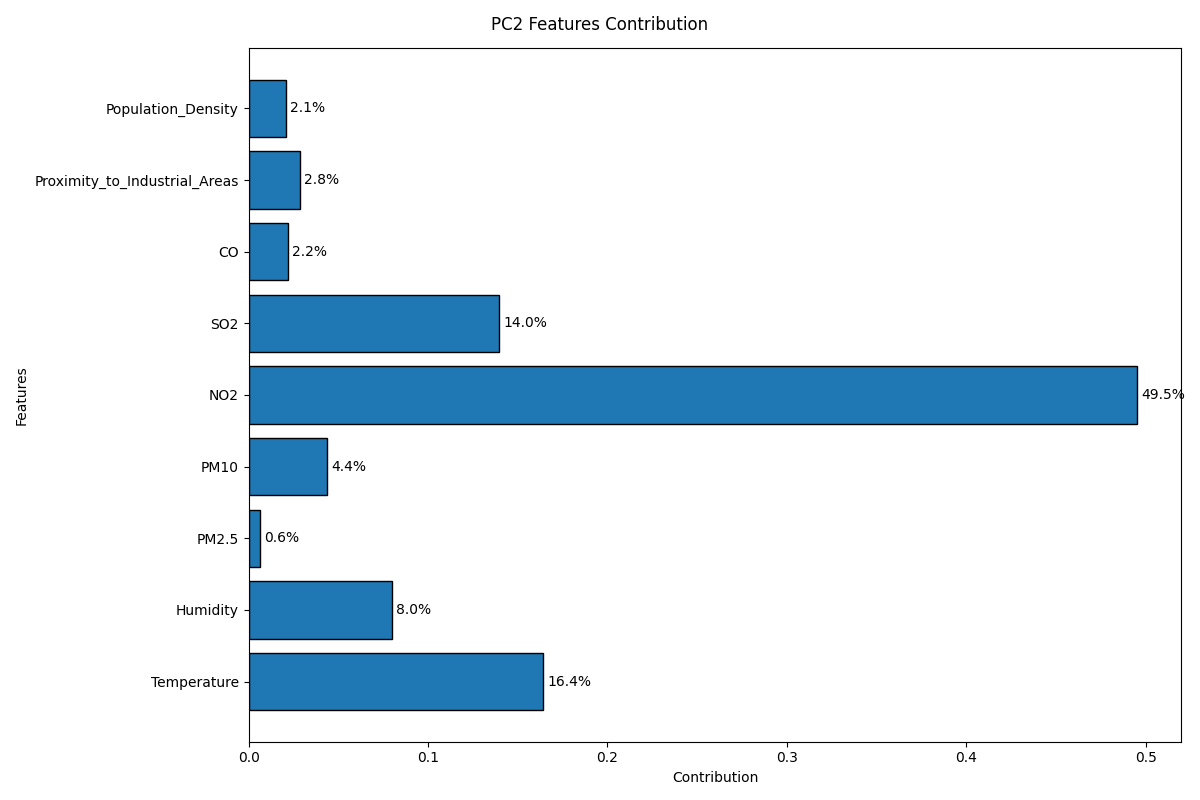 PC2 Features Contribution
Features
Population_Density
2.1%
Proximity_to_Industrial_Areas
2.8%
CO
2.2%
SO2
14.0%
NO2
49.5%
PM10
4.4%
PM2.5
0.6%
Humidity
8.0%
Temperature
16.4%
0.0 0.1 0.2 0.3 0.4 0.5
Contribution